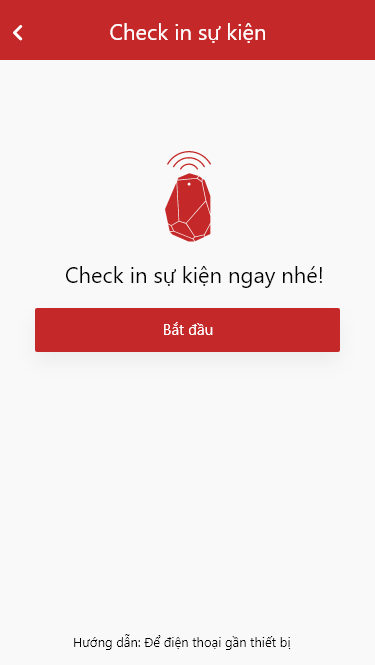 Check in sự kiện
Check in sự kiện ngay nhé!
Bắt đầu
Hướng dẫn: Để điện thoại gần thiết bị